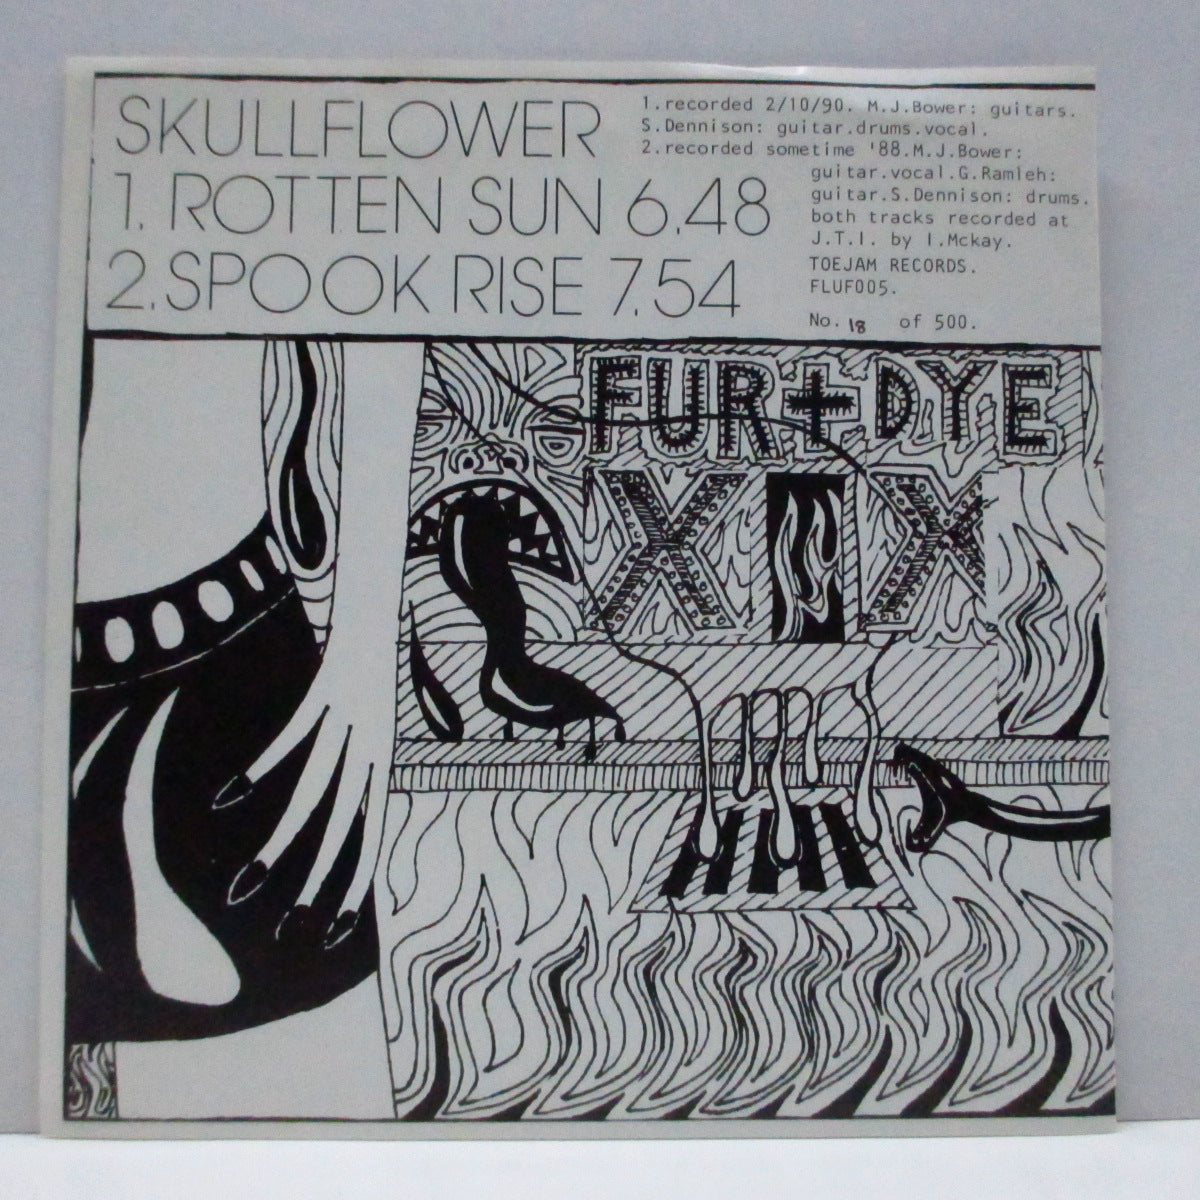 SKULLFLOWER
1. ROTTEN SUN 6.48
2.SPOOK RISE 7.54
1.recorded 2/10/90. M.J.Bower: guitars.
S.Dennison: guitar.drums.vocal.
2.recorded sometime '88.M.J.Bower:
guitar.vocal.G.Ramleh:
guitar.S.Dennison: drums.
both tracks recorded at
J.T.I. by I.Mckay.
TOEJAM RECORDS.
FLUF005.
No. 18 of 500.
FUR+DYE
X X